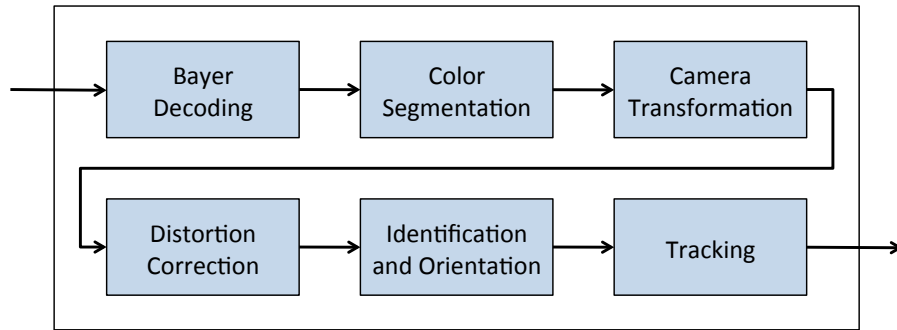 Bayer
Decoding
Color
Segmentation
Camera
Transformation
Distortion
Correction
Identification
and Orientation
Tracking